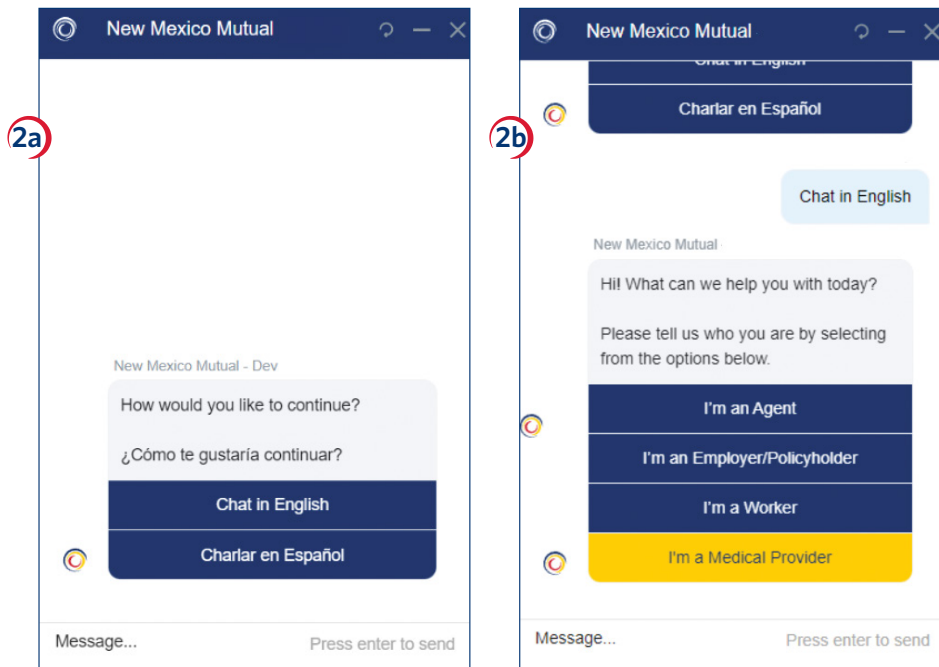 New Mexico Mutual
2a
New Mexico Mutual - Dev
How would you like to continue?
¿Cómo te gustaría continuar?
Chat in English
Charlar en Español
Message...
Press enter to send
New Mexico Mutual
2b
Chat in English
Charlar en Español
Chat in English
New Mexico Mutual
Hi! What can we help you with today?
Please tell us who you are by selecting
from the options below.
I'm an Agent
I'm an Employer/Policyholder
I'm a Worker
I'm a Medical Provider
Message...
Press enter to send